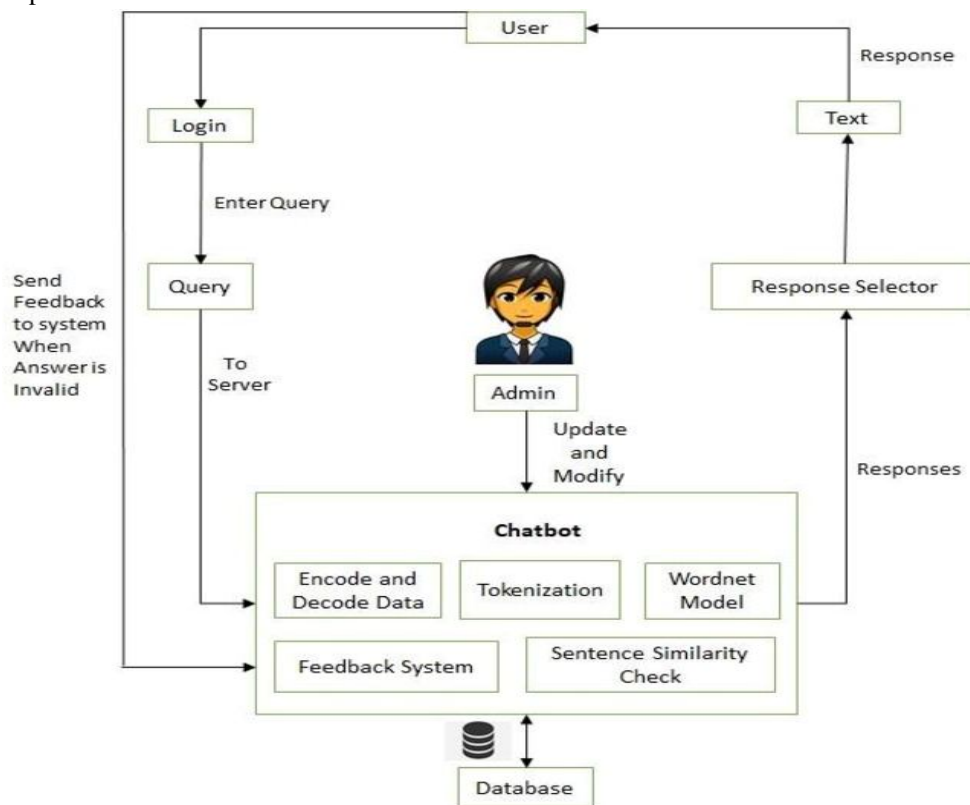 User
Response
Login
Text
Enter Query
Send
Feedback
to system
When
Answer is
Invalid
Query
Response Selector
To
Server
Admin
Update
and
Modify
Responses
Chatbot
Encode and
Decode Data
Tokenization
Wordnet
Model
Feedback System
Sentence Similarity
Check
Database